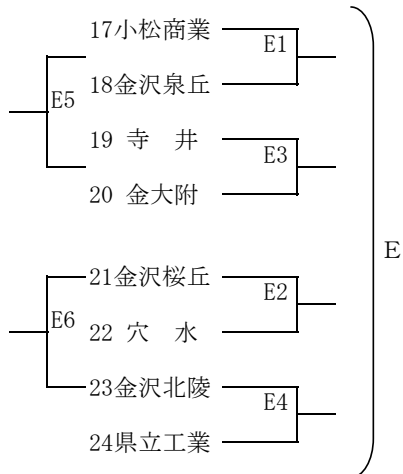 17小松商業
E1
E5
18金沢泉丘
19 寺　井
E3
20 金大附
E
21金沢桜丘
E2
E6
22 穴　水
23金沢北陵
E4
24県立工業